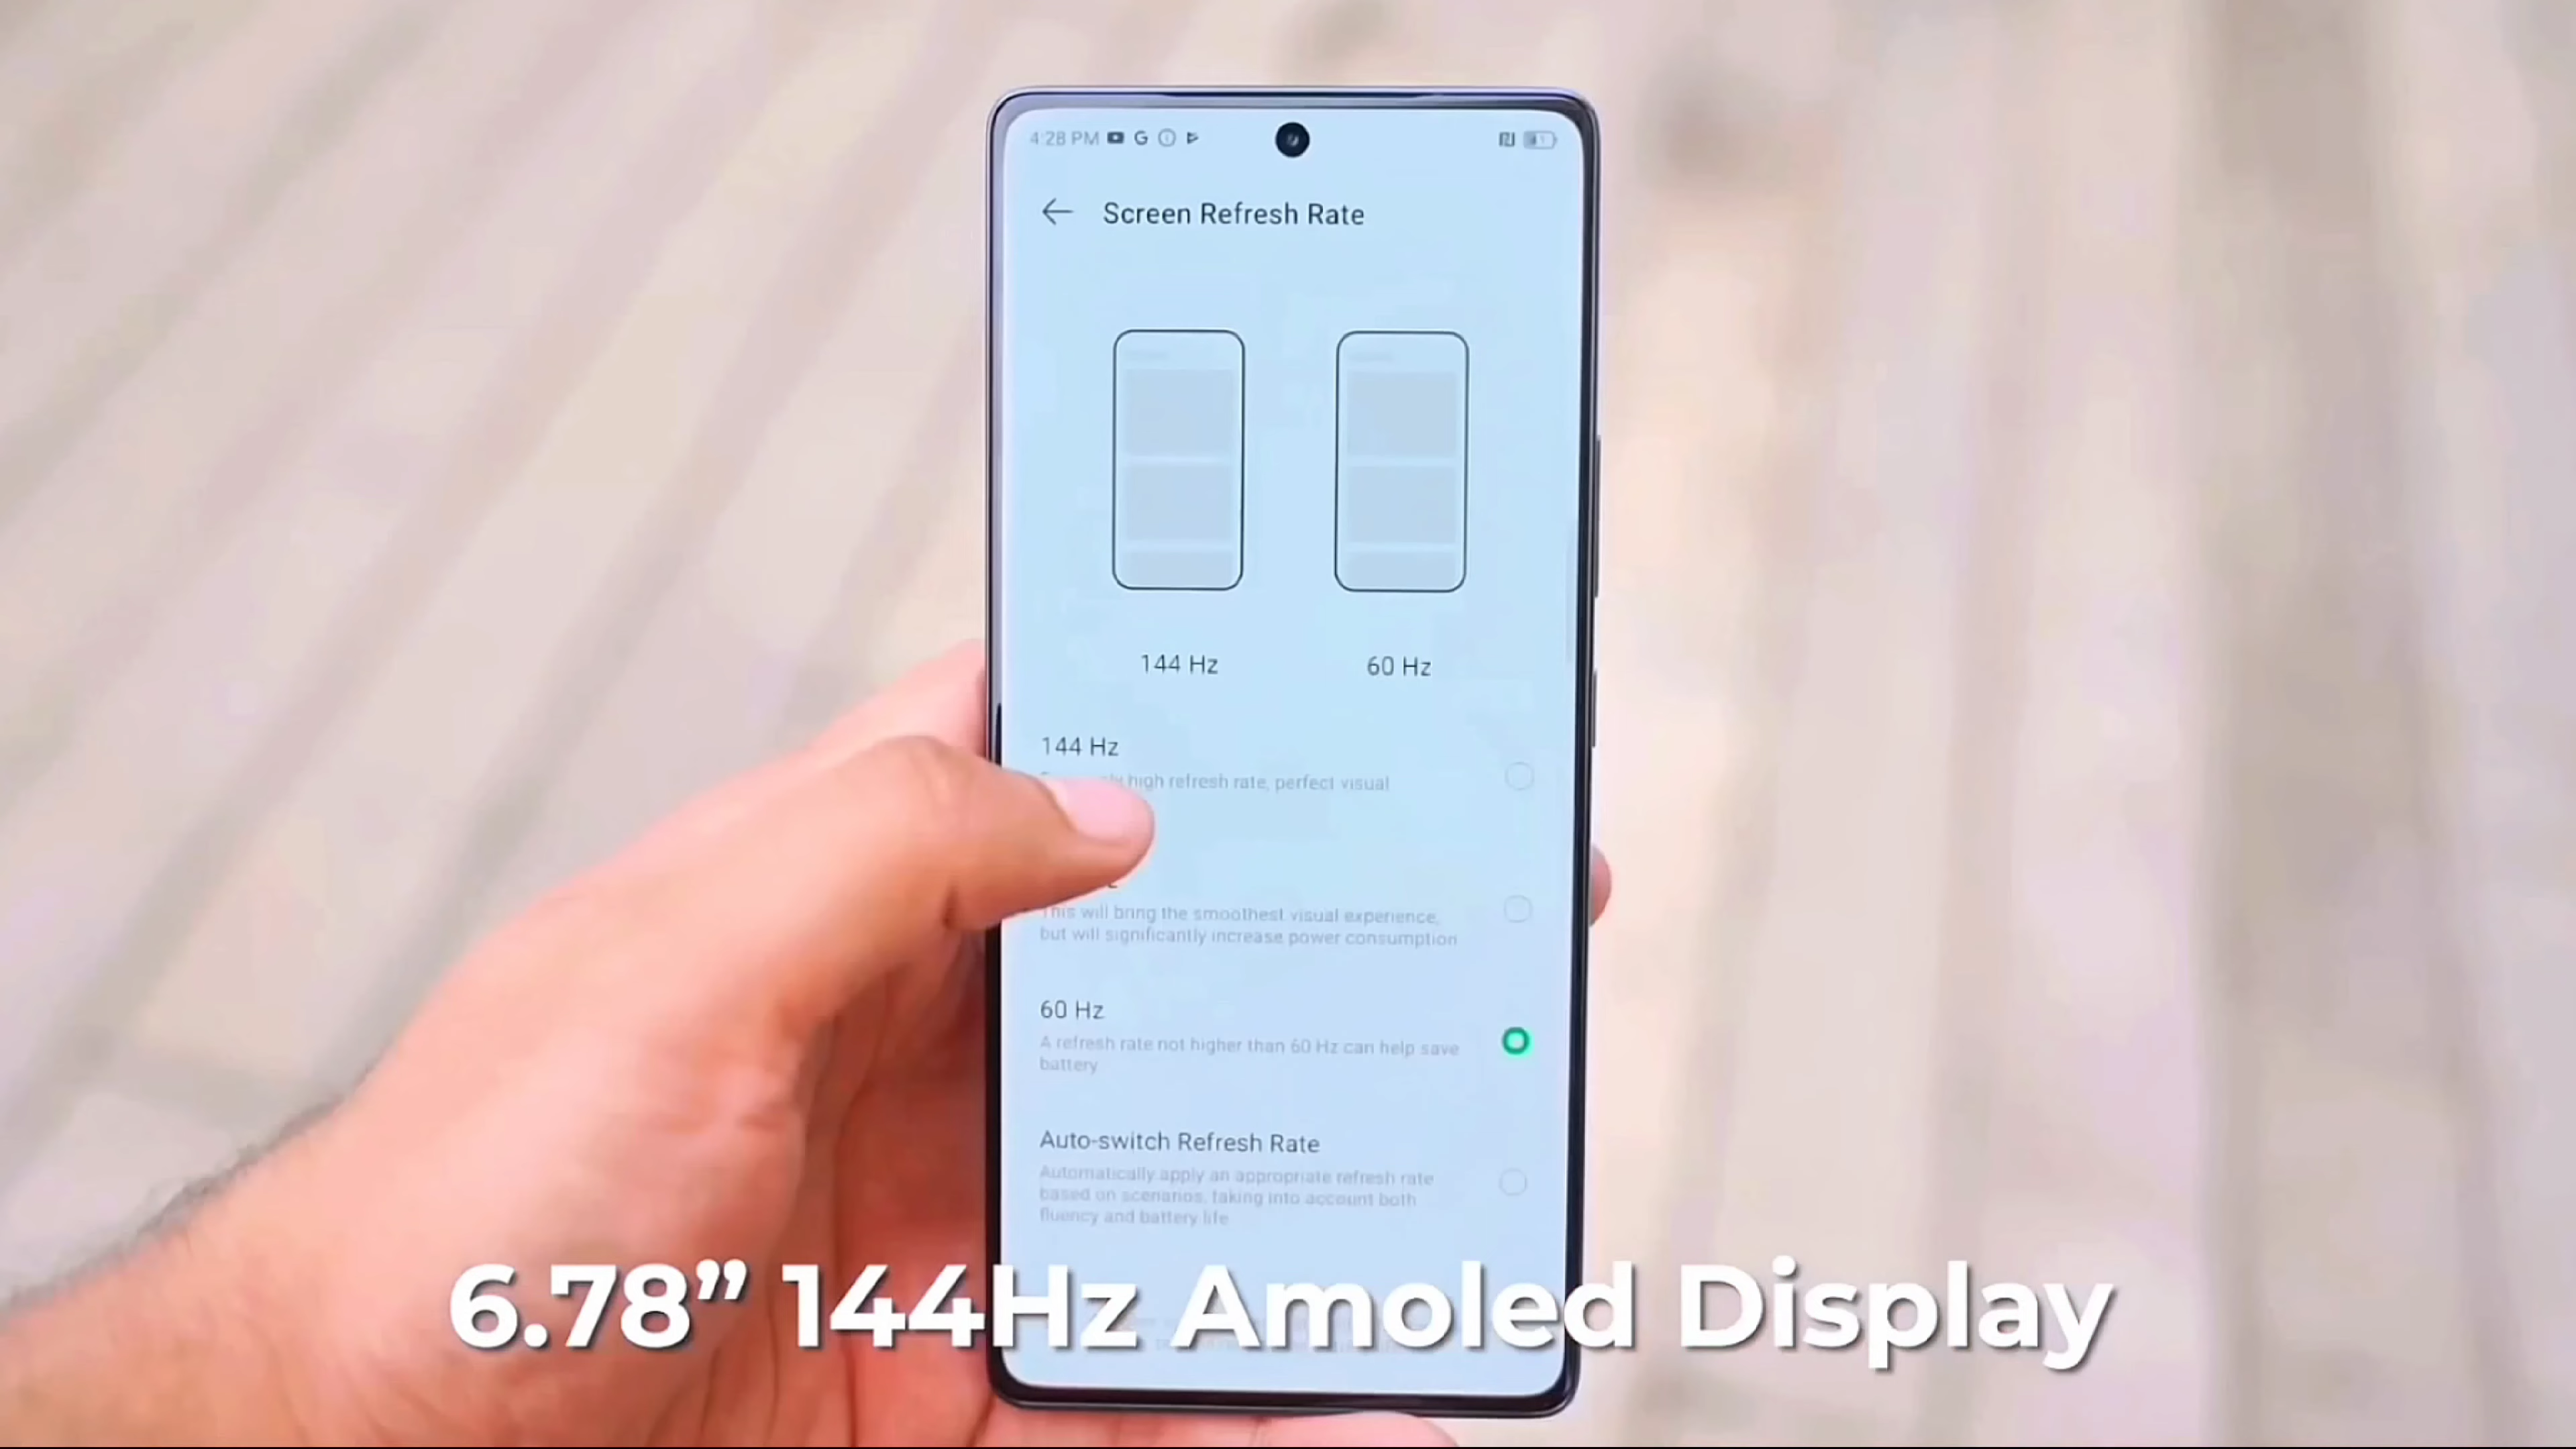 4:28 PM
Screen Refresh Rate
144 Hz
60 Hz
144 Hz
high refresh rate, perfect visual
This will bring the smoothest visual experience,
but will significantly increase power consumption
60 Hz
A refresh rate not higher than 60 Hz can help save
battery
Auto-switch Refresh Rate
Automatically apply an appropriate refresh rate
based on scenarios, taking into account both
fluency and battery life
6.78” 144Hz Amoled Display